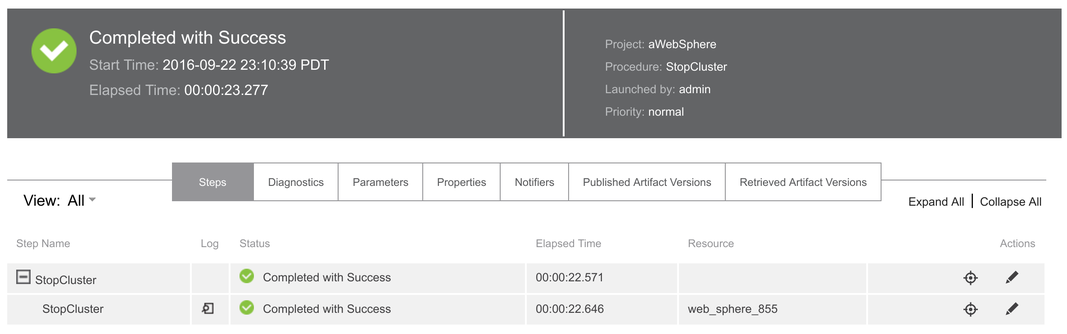 Completed with Success
Start Time: 2016-09-22 23:10:39 PDT
Elapsed Time: 00:00:23.277
Project: aWebSphere
Procedure: StopCluster
Launched by: admin
Priority: normal
Steps Diagnostics Parameters Properties Notifiers Published Artifact Versions Retrieved Artifact Versions
View: All
Expand All Collapse All
Step Name Log Status Elapsed Time Resource Actions
StopCluster Completed with Success 00:00:22.571
StopCluster Completed with Success 00:00:22.646 web_sphere_855